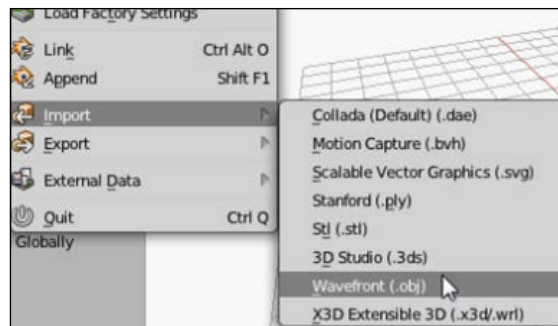 Load Factory Settings
Link Ctrl Alt O
Append Shift F1
Import
Export
External Data
Quit Ctrl Q
Globally
Collada (Default) (.dae)
Motion Capture (.bvh)
Scalable Vector Graphics (.svg)
Stanford (.ply)
Stl (.stl)
3D Studio (.3ds)
Wavefront (.obj)
X3D Extensible 3D (.x3d/.wrl)